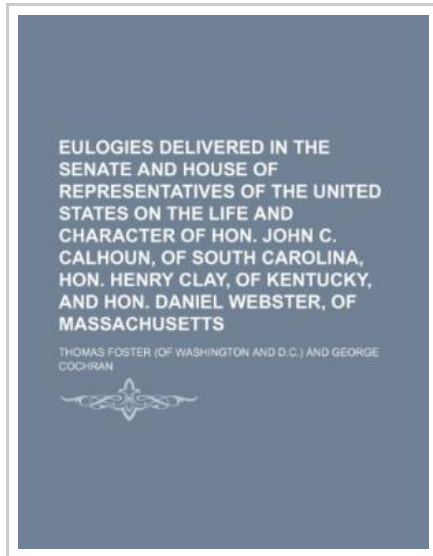 EULOGIES DELIVERED IN THE
SENATE AND HOUSE OF
REPRESENTATIVES OF THE UNITED
STATES ON THE LIFE AND
CHARACTER OF HON. JOHN C.
CALHOUN, OF SOUTH CAROLINA,
HON. HENRY CLAY, OF KENTUCKY,
AND HON. DANIEL WEBSTER, OF
MASSACHUSETTS
THOMAS FOSTER (OF WASHINGTON AND D.C.) AND GEORGE
COCHRAN